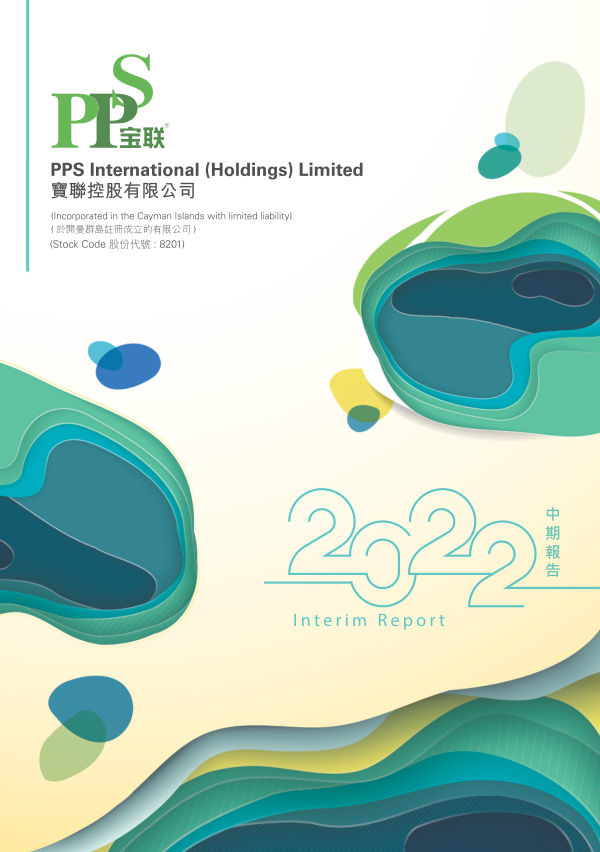 PPS
宝联®
PPS International (Holdings) Limited
寶聯控股有限公司
(Incorporated in the Cayman Islands with limited liability)
(於開曼群島註冊成立的有限公司)
(Stock Code 股份代號 : 8201)
2022
中期報告
Interim Report